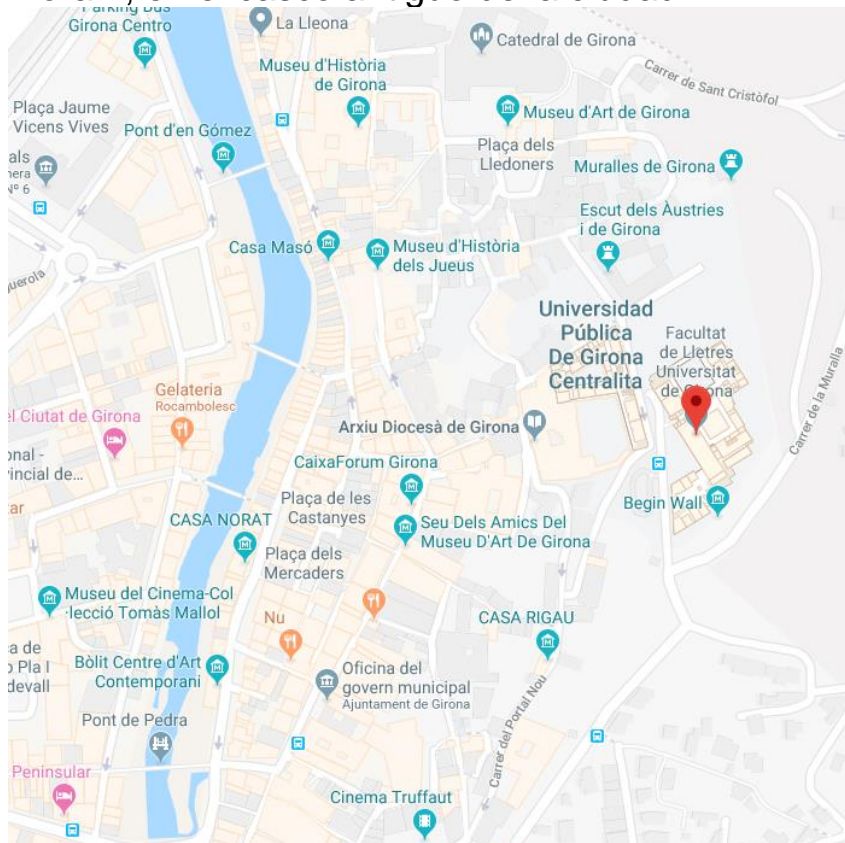 La Lleona
Girona Centro
Catedral de Girona
Carrer de Sant Cristòfol
Museu d'Història
de Girona
Plaça Jaume
Vicens Vives
Pont d'en Gómez
Museu d'Art de Girona
Plaça dels
Lledoners
Muralles de Girona
Nº 6
Escut dels Àustries
i de Girona
Casa Masó
Museu d'Història
dels Jueus
Universidad
Pública
De Girona
Centralita
Facultat
de Lletres
Universitat
de Girona
Carrer de la Muralla
Gelateria
Rocambolesc
el Ciutat de Girona
Arxiu Diocesà de Girona
CaixaForum Girona
Plaça de les
Castanyes
Begin Wall
CASA NORAT
Seu Dels Amics Del
Museu D'Art De Girona
Plaça dels
Mercaders
Museu del Cinema-Col
·lecció Tomàs Mallol
Nu
CASA RIGAU
Bòlit Centre d'Art
Contemporani
Oficina del
govern municipal
Ajuntament de Girona
Pont de Pedra
Carrer del Portal Nou
Peninsular
Cinema Truffaut